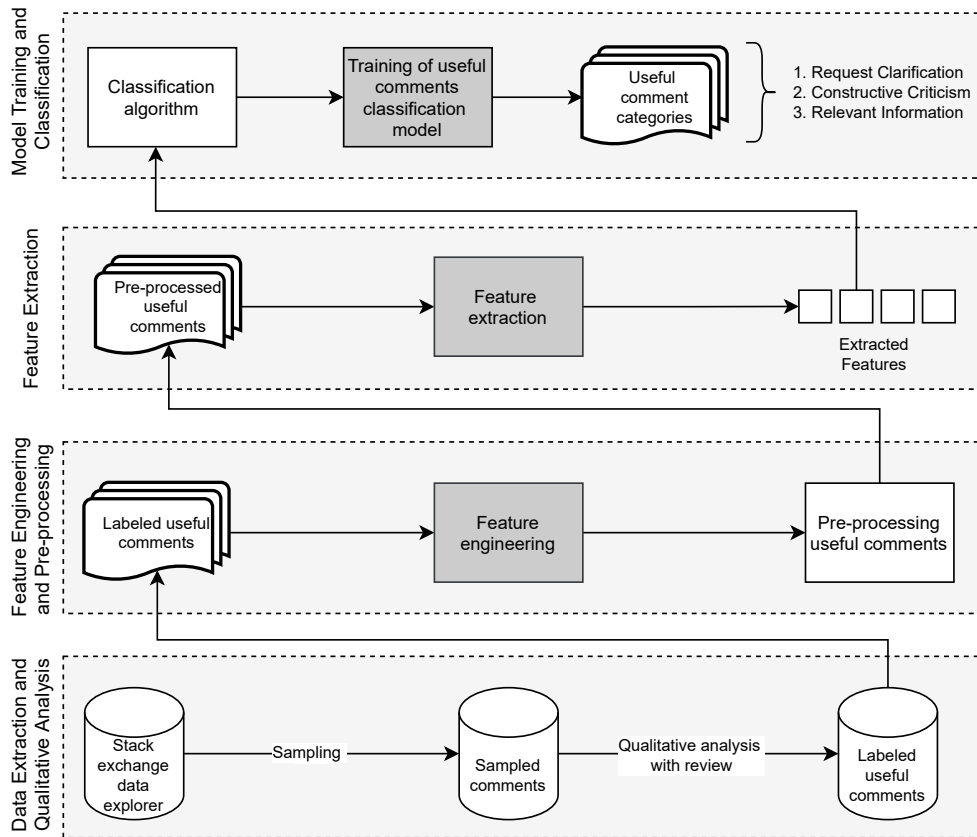 Model Training and
Classification
Classification
algorithm
Training of useful
comments
classification
model
Useful
comment
categories
1. Request Clarification
2. Constructive Criticism
3. Relevant Information
Feature Extraction
Pre-processed
useful
comments
Feature
extraction
Extracted
Features
Feature Engineering
and Pre-processing
Labeled useful
comments
Feature
engineering
Pre-processing
useful comments
Data Extraction and
Qualitative Analysis
Stack
exchange
data
explorer
Sampling
Sampled
comments
Qualitative analysis
with review
Labeled
useful
comments